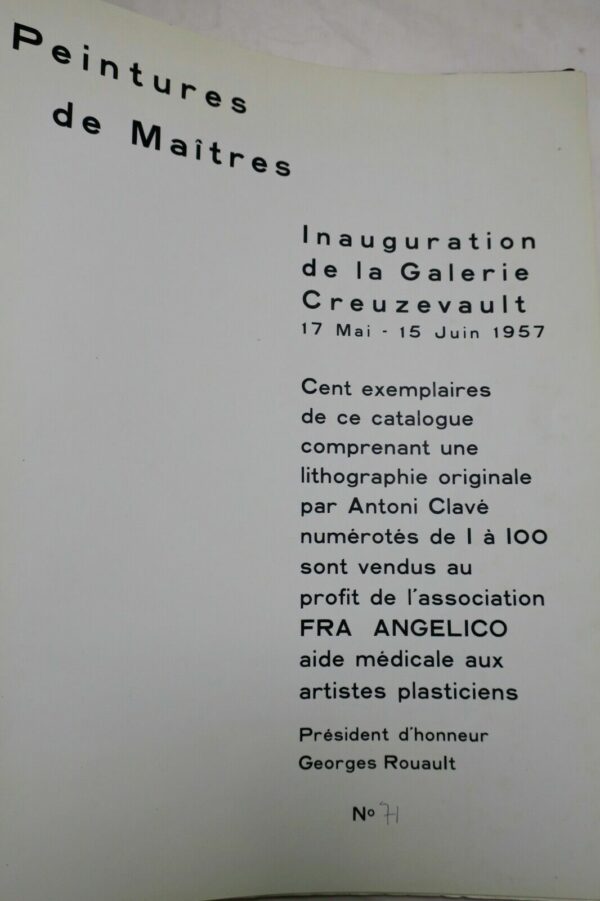 Peintures
de Maîtres
Inauguration
de la Galerie
Creuzevault
17 Mai - 15 Juin 1957
Cent exemplaires
de ce catalogue
comprenant une
lithographie originale
par Antoni Clavé
numérotés de I à IOO
sont vendus au
profit de l'association
FRA ANGELICO
aide médicale aux
artistes plasticiens
Président d'honneur
Georges Rouault
No 71